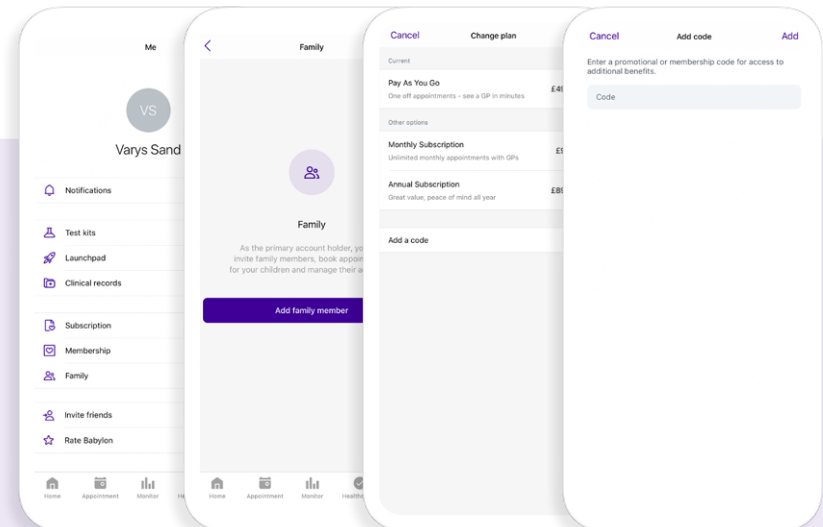 Me
VS
Varys Sand
Notifications
Test kits
Launchpad
Clinical records
Subscription
Membership
Family
Invite friends
Rate Babylon
Home
Appointment
Monitor
Family
Family
As the primary account holder,
invite family members, book
for your children and manage their
Add family member
Home
Appointment
Monitor
Cancel
Change plan
Current
Pay As You Go
One off appointments - see a GP in minutes
Other options
Monthly Subscription
Unlimited monthly appointments with GPs
Annual Subscription
Great value, peace of mind all year
Add a code
Cancel
Add code
Add
Enter a promotional or membership code for access to
additional benefits.
Code